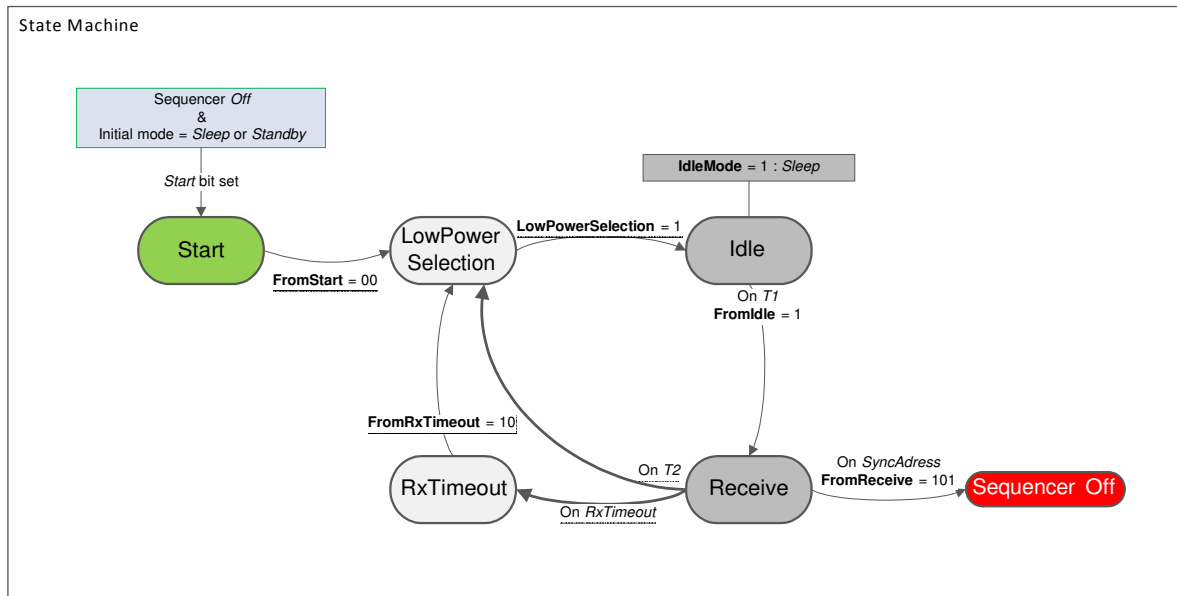 State Machine
Sequencer Off
&
Initial mode = Sleep or Standby
Start bit set
IdleMode = 1 : Sleep
Start
LowPower
Selection
LowPowerSelection = 1
Idle
FromStart = 00
On T1
FromIdle = 1
FromRxTimeout = 10
On T2
On SyncAdress
FromReceive = 101
RxTimeout
Receive
Sequencer Off
On RxTimeout